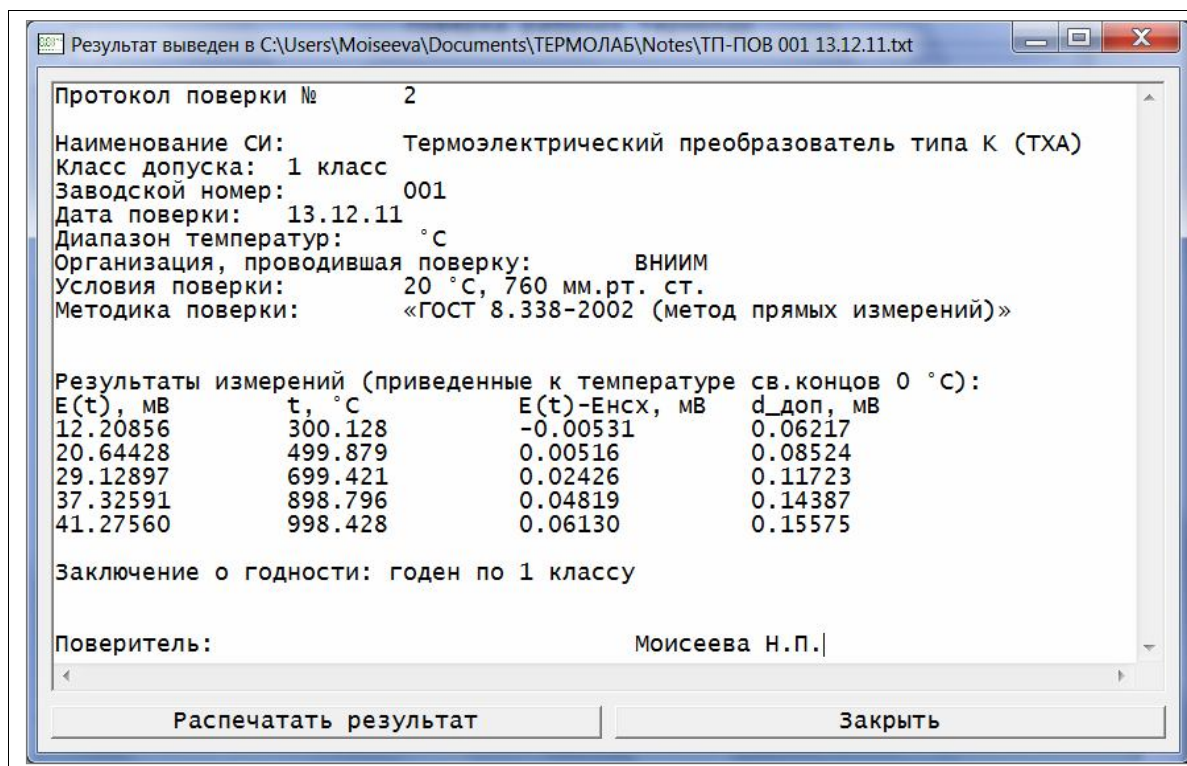 Результат выведен в C:\Users\Moiseeva\Documents\ТЕРМОЛАБ\Notes\ТП-ПОВ 001 13.12.11.txt
Протокол поверки № 2
Наименование СИ: Термоэлектрический преобразователь типа К (ТХА)
Класс допуска: 1 класс
Заводской номер: 001
Дата поверки: 13.12.11
Диапазон температур: °C
Организация, проводившая поверку: ВНИИМ
Условия поверки: 20 °C, 760 мм.рт. ст.
Методика поверки: «ГОСТ 8.338-2002 (метод прямых измерений)»
Результаты измерений (приведенные к температуре св.концов 0 °C):
E(t), мВ t, °C E(t)-Eнсх, мВ d_доп, мВ
12.20856 300.128 -0.00531 0.06217
20.64428 499.879 0.00516 0.08524
29.12897 699.421 0.02426 0.11723
37.32591 898.796 0.04819 0.14387
41.27560 998.428 0.06130 0.15575
Заключение о годности: годен по 1 классу
Поверитель: Моисеева Н.П.
Распечатать результат Закрыть